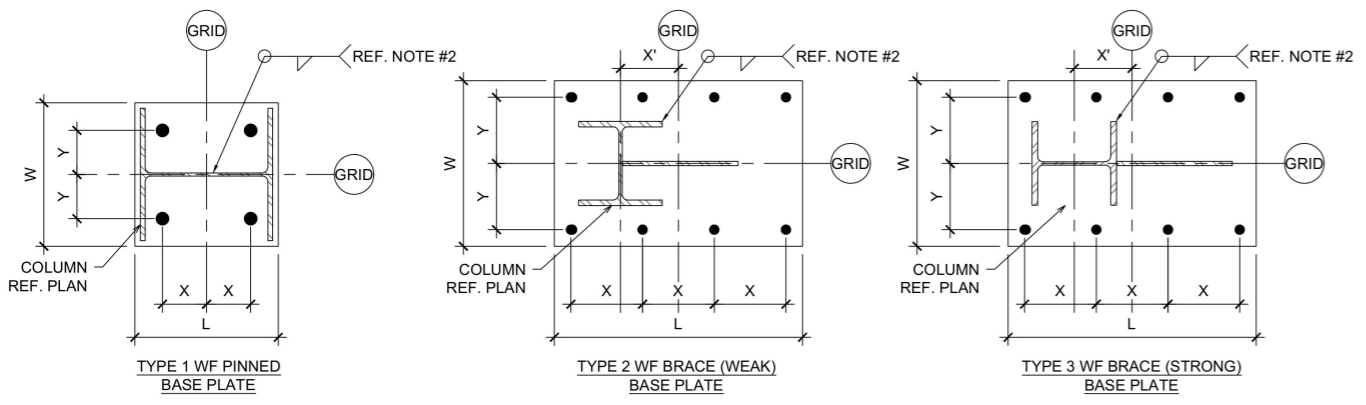 GRID
REF. NOTE #2
Y
Y
W
GRID
COLUMN
REF. PLAN
X X
L
TYPE 1 WF PINNED
BASE PLATE
GRID
X'
REF. NOTE #2
Y
Y
W
GRID
COLUMN
REF. PLAN
X X X
L
TYPE 2 WF BRACE (WEAK)
BASE PLATE
GRID
X'
REF. NOTE #2
Y
Y
W
GRID
COLUMN
REF. PLAN
X X X
L
TYPE 3 WF BRACE (STRONG)
BASE PLATE